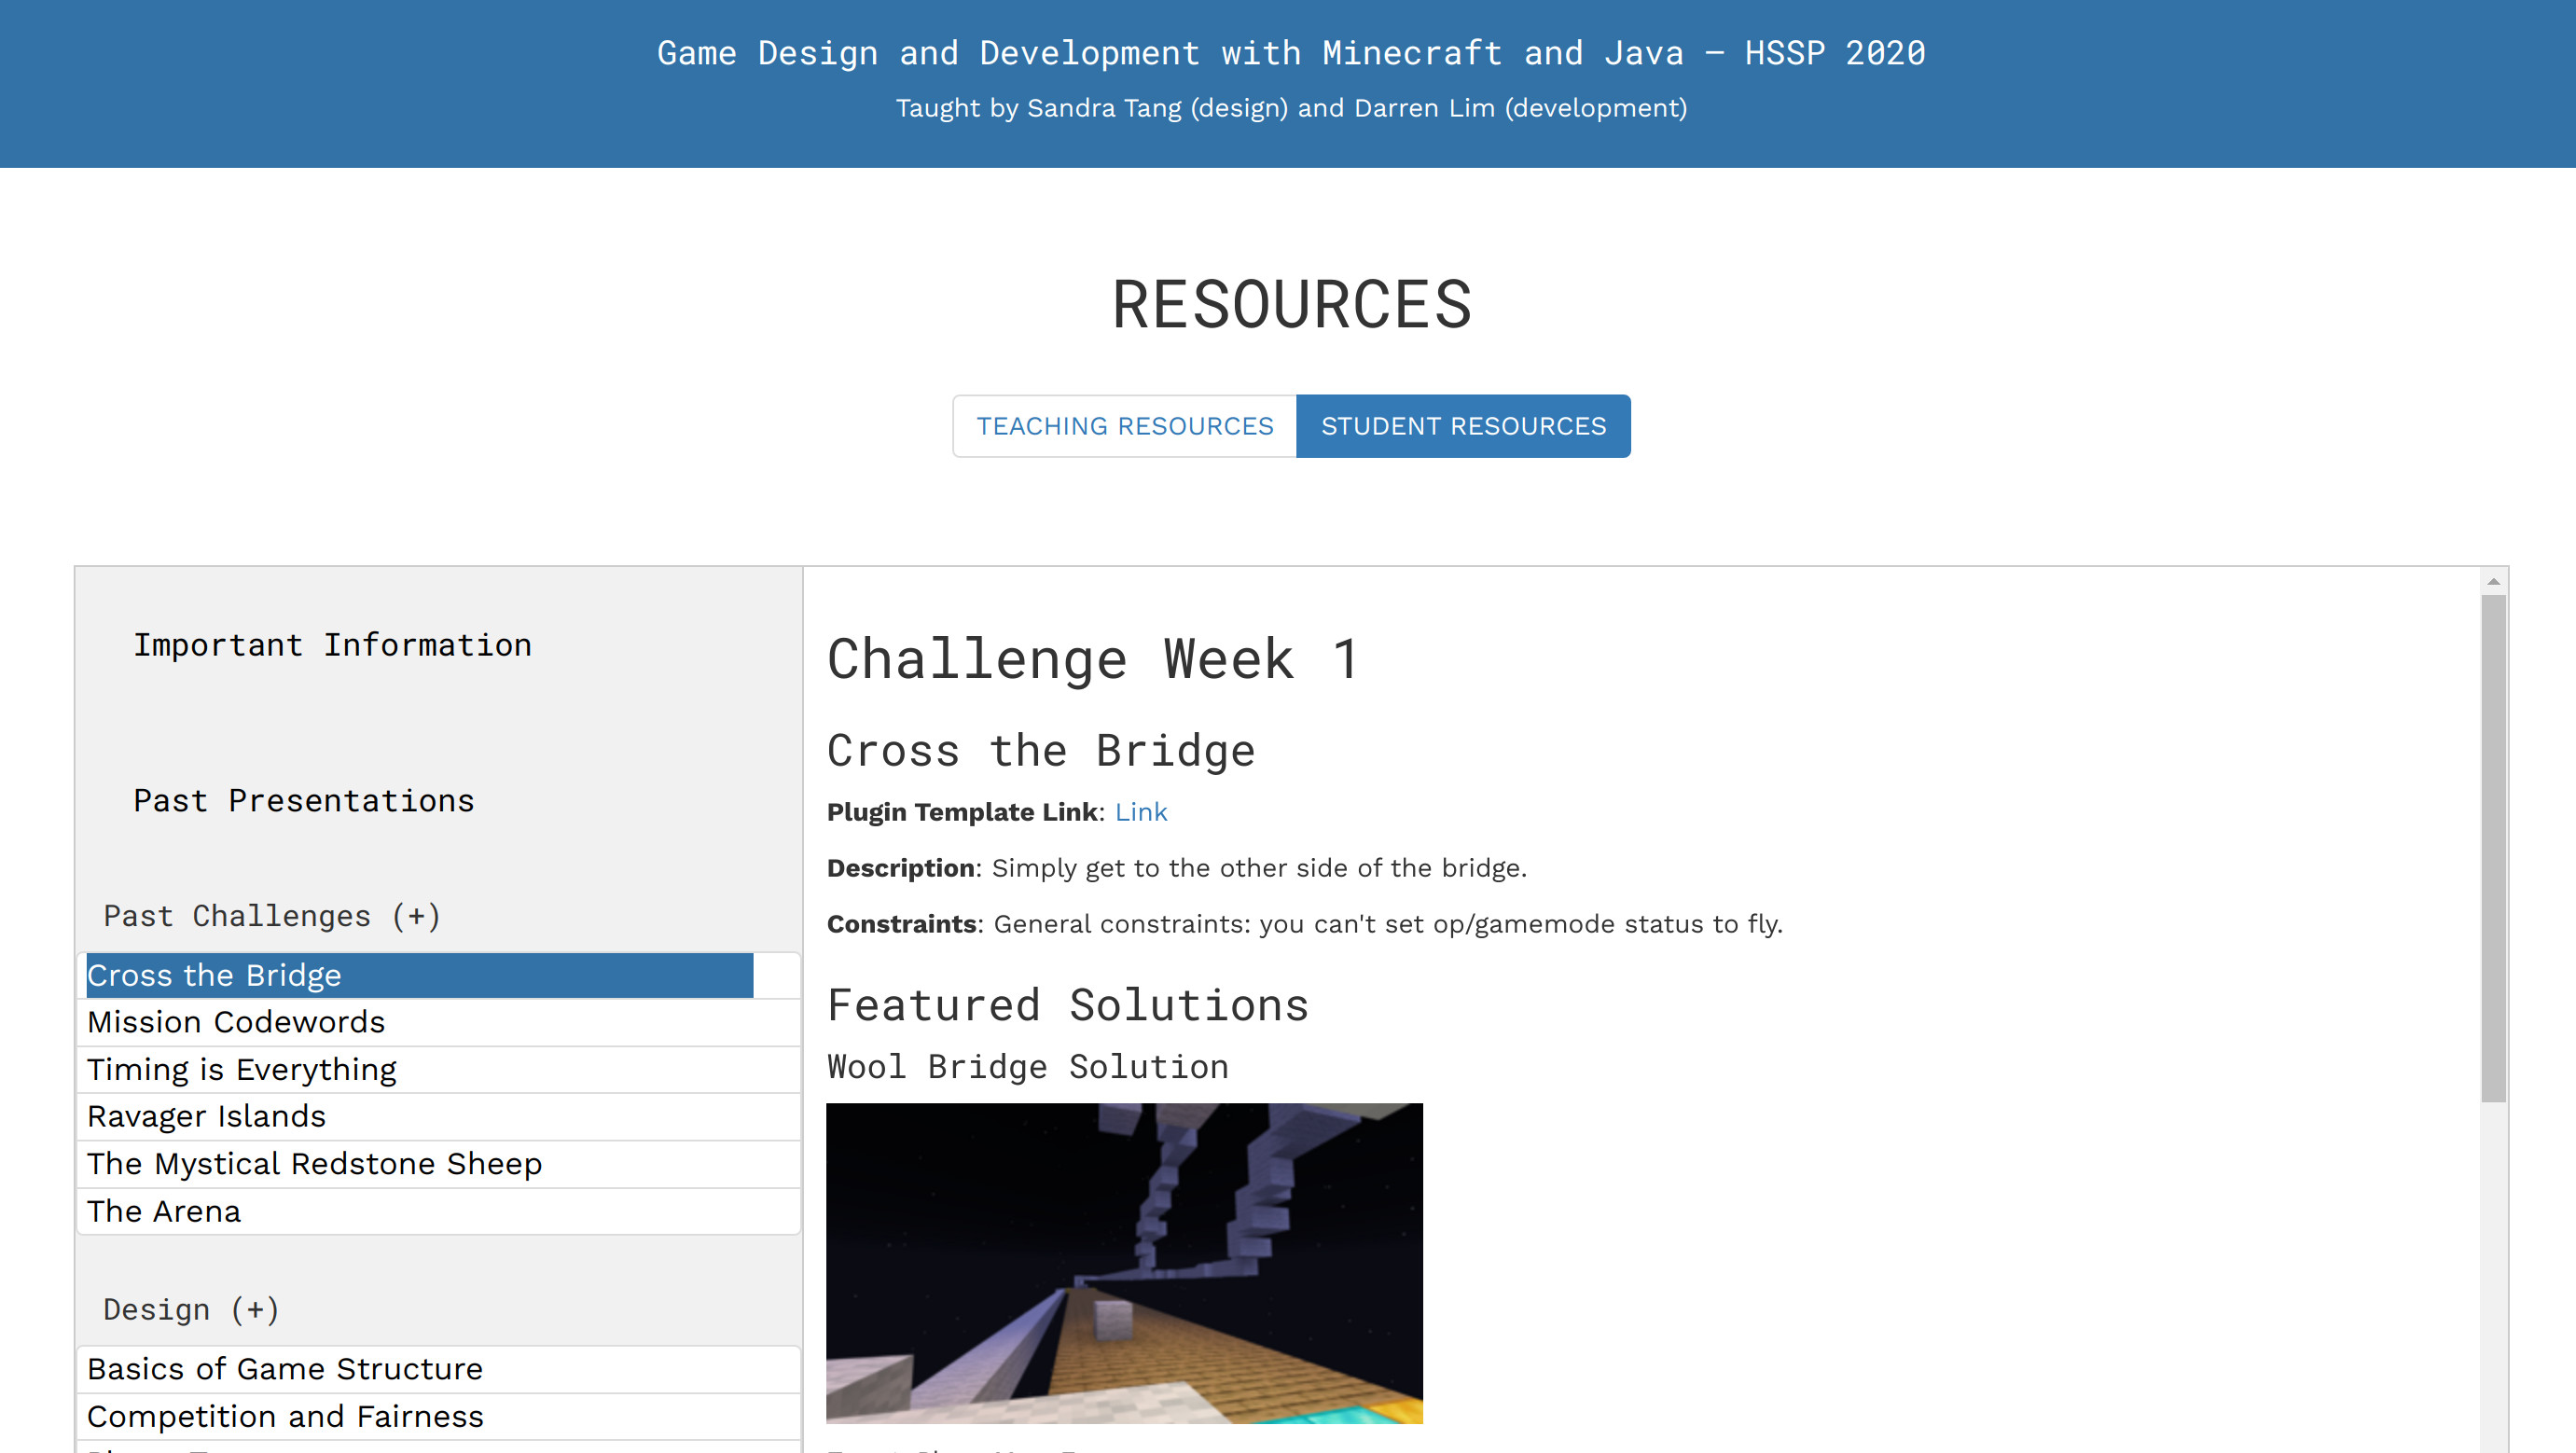 Game Design and Development with Minecraft and Java – HSSP 2020
Taught by Sandra Tang (design) and Darren Lim (development)
RESOURCES
TEACHING RESOURCES
STUDENT RESOURCES
Important Information
Past Presentations
Past Challenges (+)
Cross the Bridge
Mission Codewords
Timing is Everything
Ravager Islands
The Mystical Redstone Sheep
The Arena
Design (+)
Basics of Game Structure
Competition and Fairness
Challenge Week 1
Cross the Bridge
Plugin Template Link: Link
Description: Simply get to the other side of the bridge.
Constraints: General constraints: you can't set op/gamemode status to fly.
Featured Solutions
Wool Bridge Solution